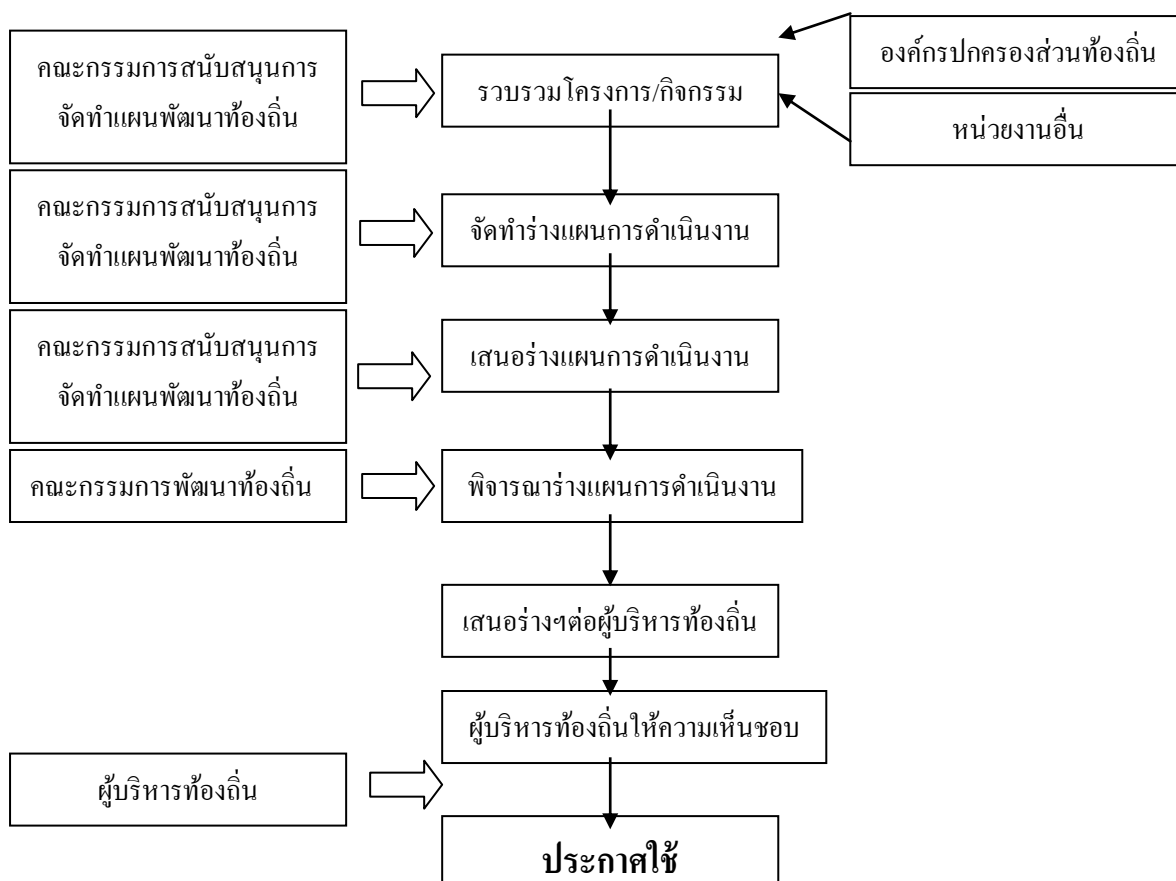 คณะกรรมการสนับสนุนการ
จัดทำแผนพัฒนาท้องถิ่น
รวบรวมโครงการ/กิจกรรม
องค์กรปกครองส่วนท้องถิ่น
หน่วยงานอื่น
คณะกรรมการสนับสนุนการ
จัดทำแผนพัฒนาท้องถิ่น
จัดทำร่างแผนการดำเนินงาน
คณะกรรมการสนับสนุนการ
จัดทำแผนพัฒนาท้องถิ่น
เสนอร่างแผนการดำเนินงาน
คณะกรรมการพัฒนาท้องถิ่น
พิจารณาร่างแผนการดำเนินงาน
เสนอร่างฯต่อผู้บริหารท้องถิ่น
ผู้บริหารท้องถิ่นให้ความเห็นชอบ
ผู้บริหารท้องถิ่น
ประกาศใช้